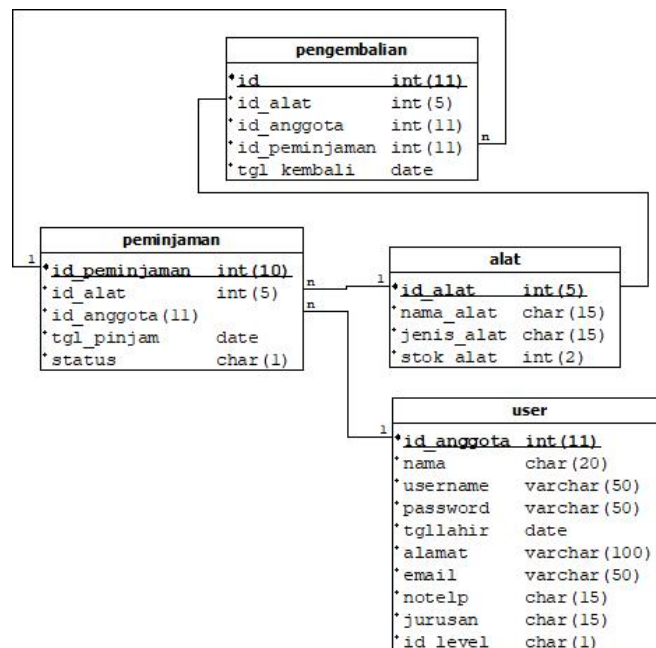 pengembalian
id int(11)
id_alat int(5)
id_anggota int(11)
id_peminjaman int(11)
tgl_kembali date
n
peminjaman
1
id_peminjaman int(10)
id_alat int(5)
id_anggota(11)
tgl_pinjam date
status char(1)
n
n
1
alat
id_alat int(5)
nama_alat char(15)
jenis_alat char(15)
stok_alat int(2)
1
user
id_anggota int(11)
nama char(20)
username varchar(50)
password varchar(50)
tgllahir date
alamat varchar(100)
email varchar(50)
notelp char(15)
jurusan char(15)
id_level char(1)